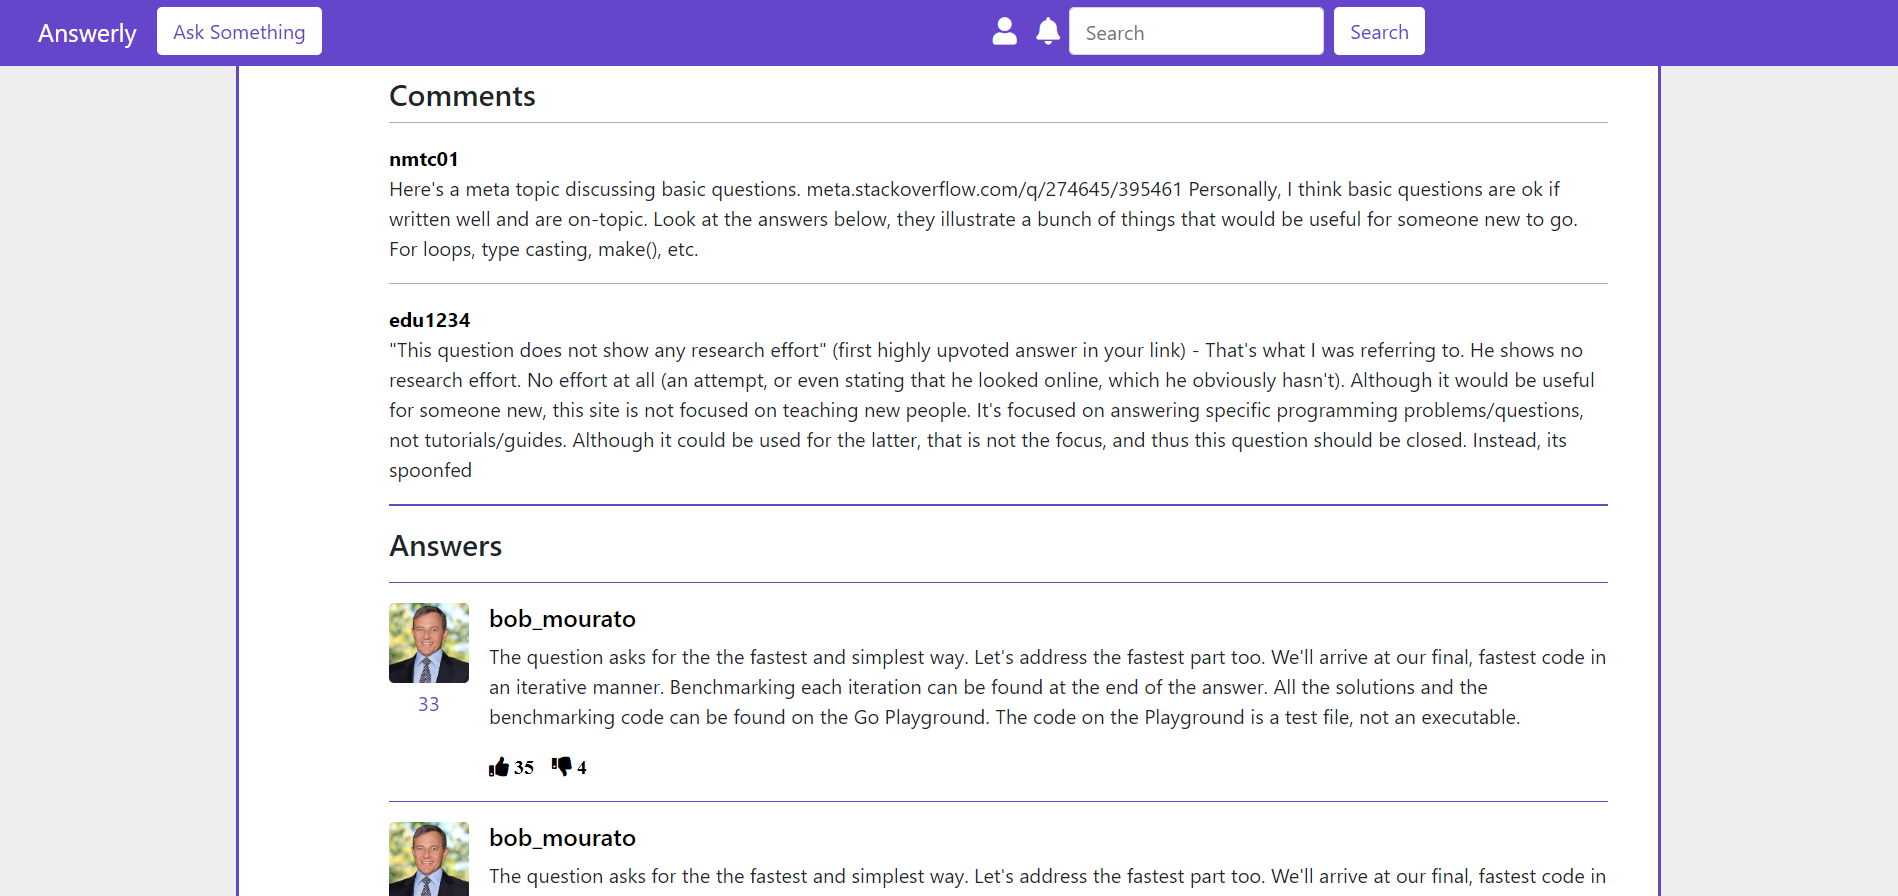 Answerly
Ask Something
Search
Search
Comments
nmtc01
Here's a meta topic discussing basic questions. meta.stackoverflow.com/q/274645/395461 Personally, I think basic questions are ok if
written well and are on-topic. Look at the answers below, they illustrate a bunch of things that would be useful for someone new to go.
For loops, type casting, make(), etc.
edu1234
"This question does not show any research effort" (first highly upvoted answer in your link) - That's what I was referring to. He shows no
research effort. No effort at all (an attempt, or even stating that he looked online, which he obviously hasn't). Although it would be useful
for someone new, this site is not focused on teaching new people. It's focused on answering specific programming problems/questions,
not tutorials/guides. Although it could be used for the latter, that is not the focus, and thus this question should be closed. Instead, its
spoonfed
Answers
bob_mourato
The question asks for the the fastest and simplest way. Let's address the fastest part too. We'll arrive at our final, fastest code in
an iterative manner. Benchmarking each iteration can be found at the end of the answer. All the solutions and the
benchmarking code can be found on the Go Playground. The code on the Playground is a test file, not an executable.
33
35 4
bob_mourato
The question asks for the the fastest and simplest way. Let's address the fastest part too. We'll arrive at our final, fastest code in